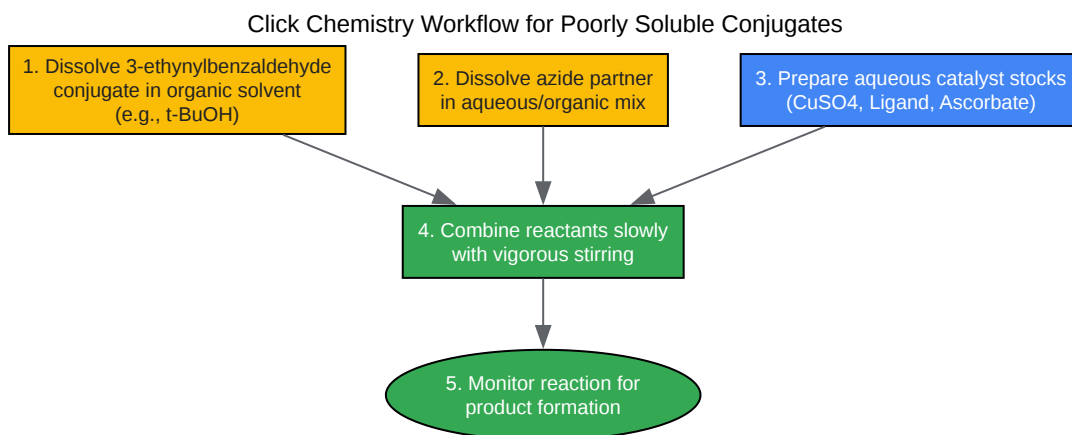 Click Chemistry Workflow for Poorly Soluble Conjugates
1. Dissolve 3-ethynylbenzaldehyde
conjugate in organic solvent
(e.g., t-BuOH)
2. Dissolve azide partner
in aqueous/organic mix
3. Prepare aqueous catalyst stocks
(CuSO4, Ligand, Ascorbate)
4. Combine reactants slowly
with vigorous stirring
5. Monitor reaction for
product formation